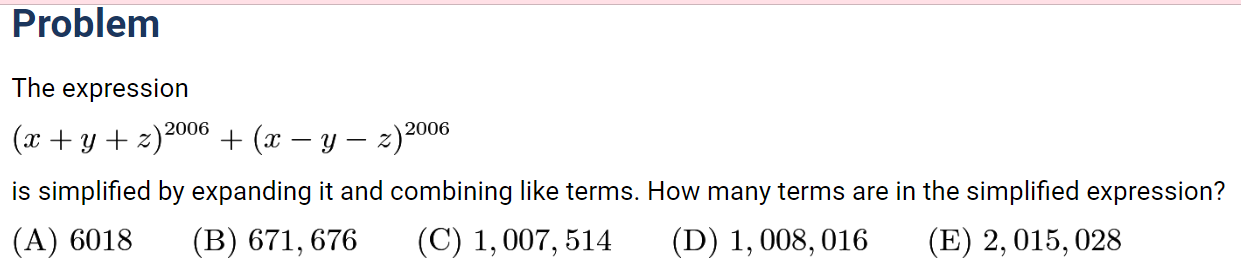 Problem
The expression
(x + y + z)^2006 + (x − y − z)^2006
is simplified by expanding it and combining like terms. How many terms are in the simplified expression?
(A) 6018 (B) 671, 676 (C) 1, 007, 514 (D) 1, 008, 016 (E) 2, 015, 028